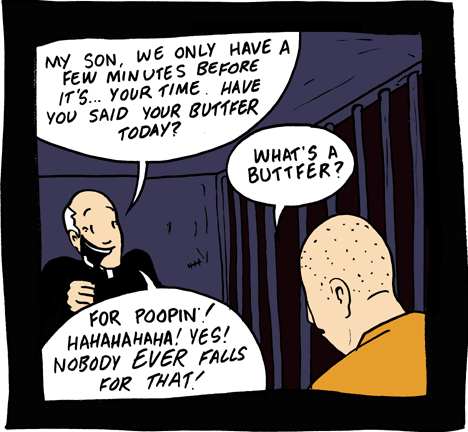 MY SON, WE ONLY HAVE A
FEW MINUTES BEFORE
IT'S... YOUR TIME. HAVE
YOU SAID YOUR BUTTFER
TODAY?
WHAT'S A
BUTTFER?
FOR POOPIN'!
HAHAHAHAHA! YES!
NOBODY EVER FALLS
FOR THAT!